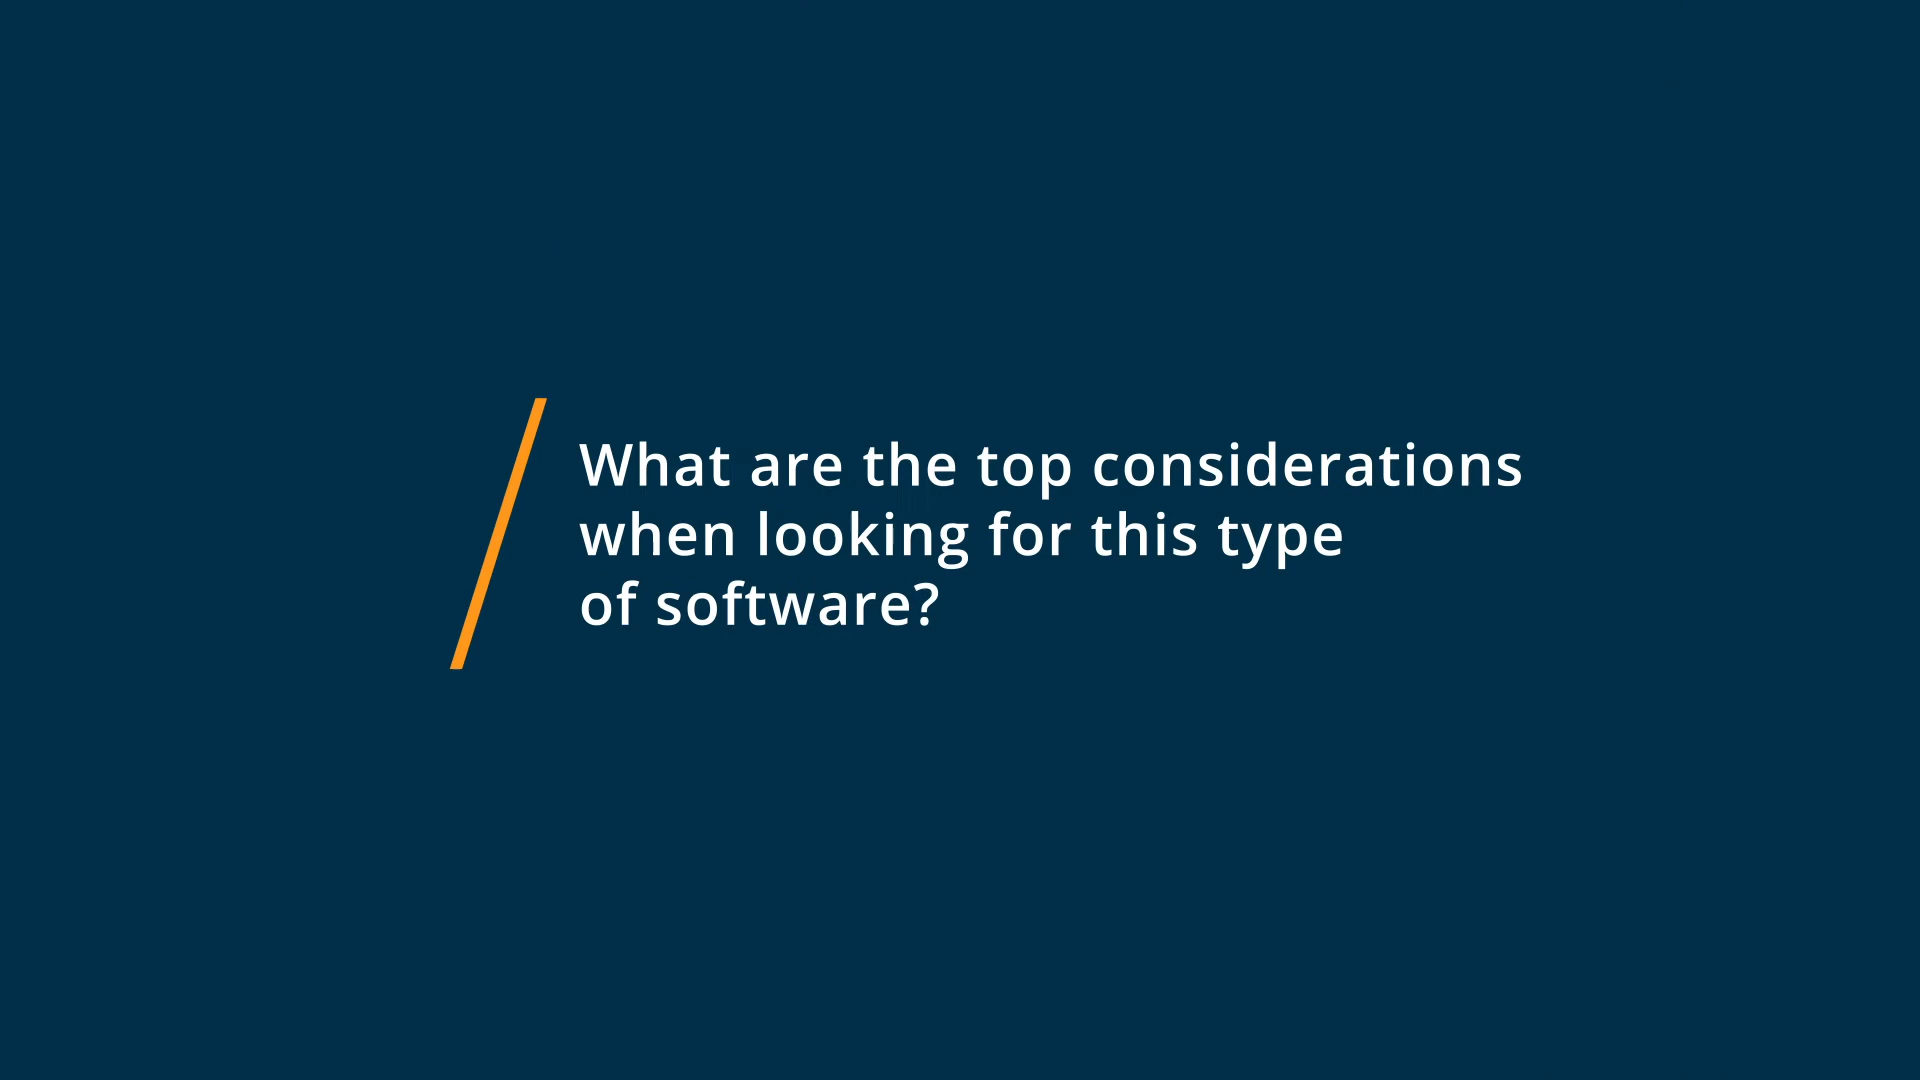 What are the top considerations
when looking for this type
of software?